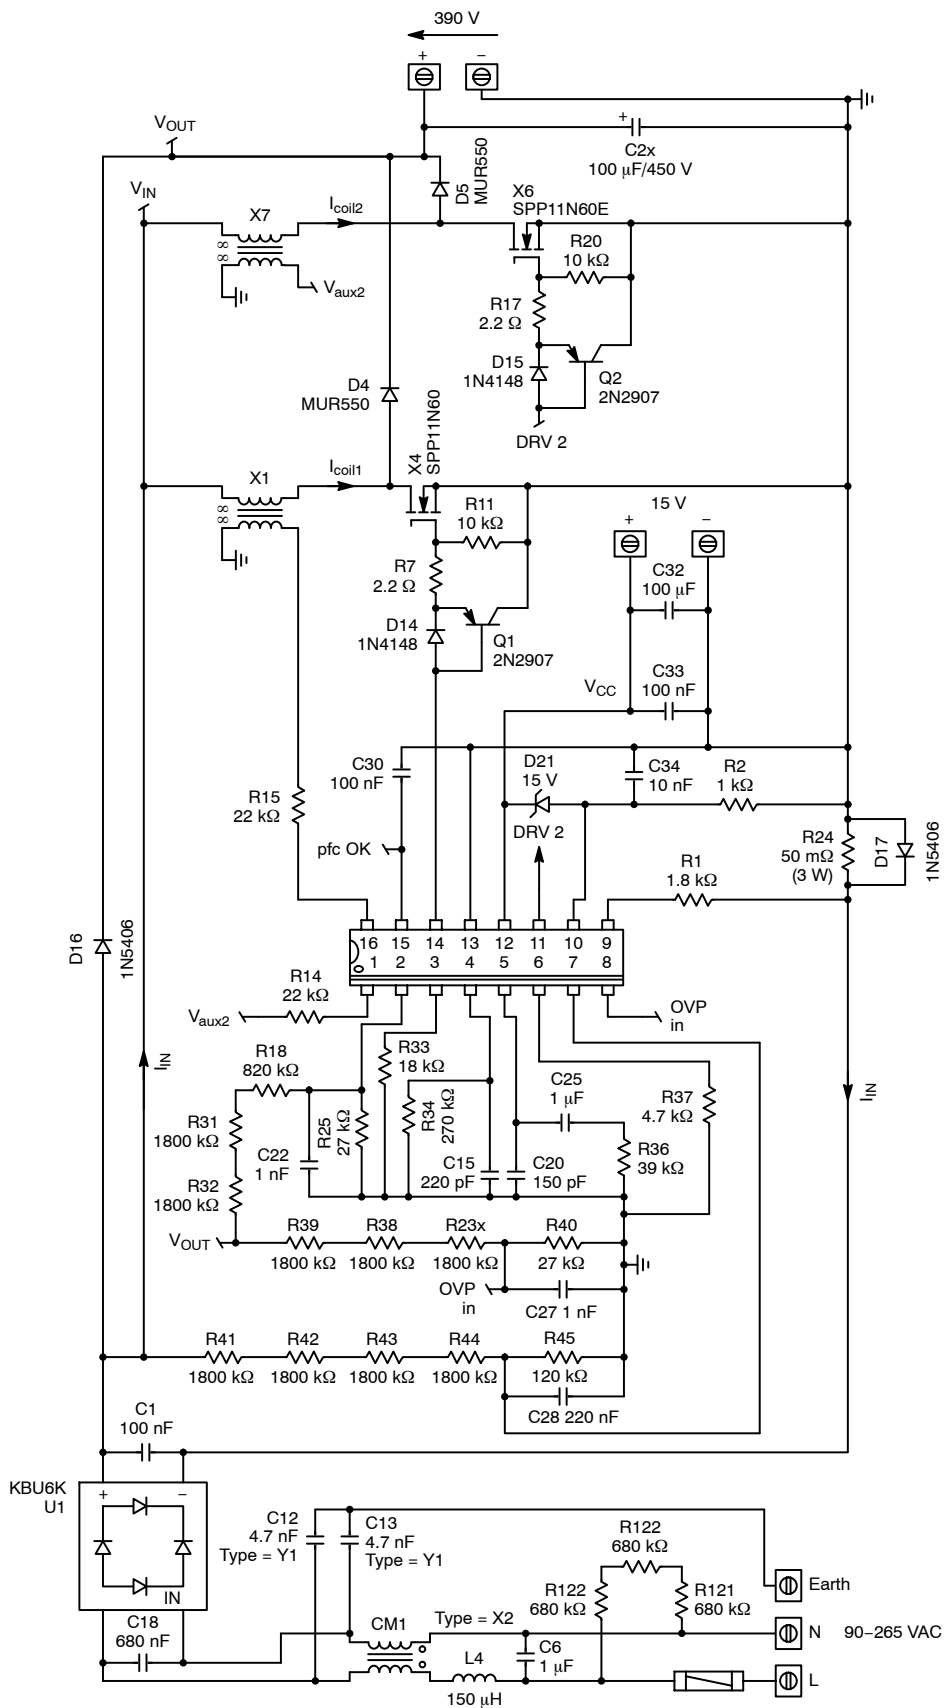 390 V
+
−
VOUT
+
C2x
100 μF/450 V
D5
MUR550
VIN
X7
Icoil2
X6
SPP11N60E
R20
10 kΩ
Vaux2
R17
2.2 Ω
D15
1N4148
Q2
2N2907
DRV 2
D4
MUR550
X4
SPP11N60
X1
Icoil1
R11
10 kΩ
15 V
+
−
R7
2.2 Ω
C32
100 μF
D14
1N4148
Q1
2N2907
C33
100 nF
VCC
C30
100 nF
D21
15 V
C34
10 nF
R2
1 kΩ
R15
22 kΩ
DRV 2
pfc OK
R24
50 mΩ
(3 W)
D17
1N5406
R1
1.8 kΩ
D16
1N5406
16 15 14 13 12 11 10 9
1 2 3 4 5 6 7 8
R14
22 kΩ
Vaux2
OVP
in
R33
18 kΩ
R18
820 kΩ
IIN
IIN
C25
1 μF
R37
4.7 kΩ
R31
1800 kΩ
R25
27 kΩ
R34
270 kΩ
C22
1 nF
C15
220 pF
C20
150 pF
R36
39 kΩ
R32
1800 kΩ
VOUT
R39
1800 kΩ
R38
1800 kΩ
R23x
1800 kΩ
R40
27 kΩ
OVP
in
C27 1 nF
R41
1800 kΩ
R42
1800 kΩ
R43
1800 kΩ
R44
1800 kΩ
R45
120 kΩ
C28 220 nF
C1
100 nF
KBU6K
U1
+
−
IN
C12
4.7 nF
Type = Y1
C13
4.7 nF
Type = Y1
R122
680 kΩ
R122
680 kΩ
R121
680 kΩ
Earth
C18
680 nF
CM1
Type = X2
N
90−265 VAC
C6
1 μF
L4
150 μH
L